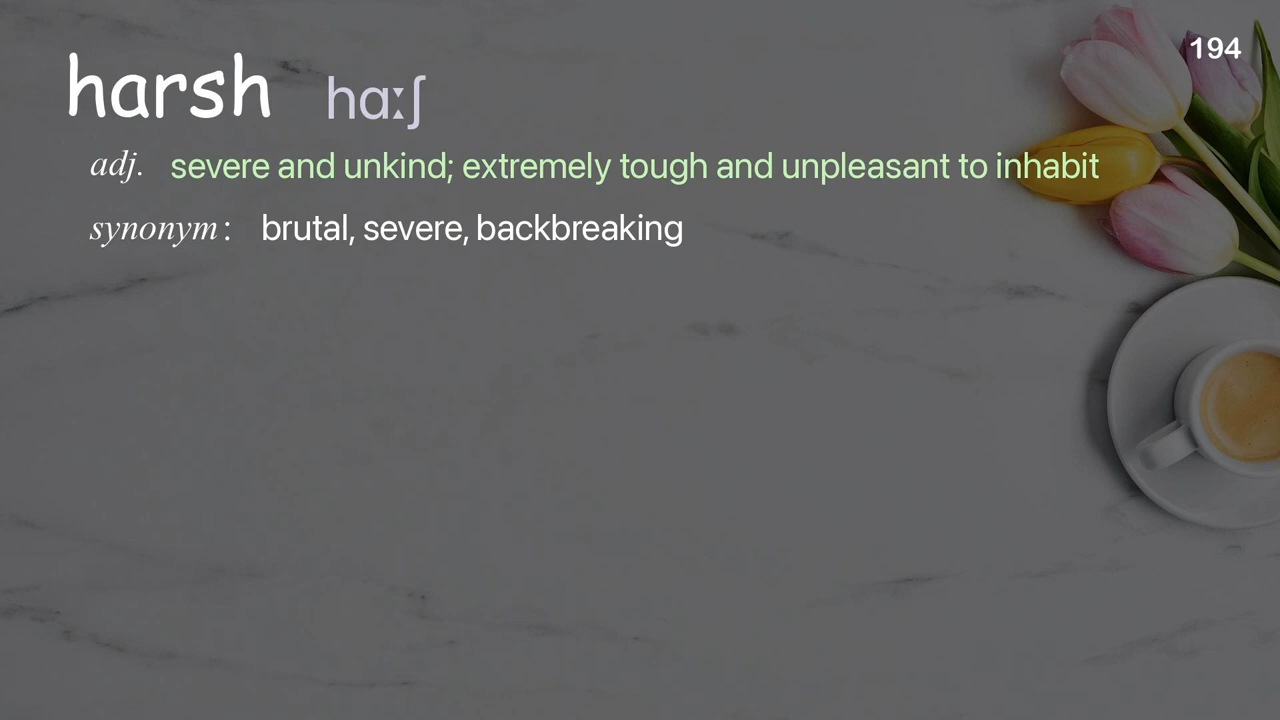 194
harsh hɑːʃ
adj. severe and unkind; extremely tough and unpleasant to inhabit
synonym: brutal, severe, backbreaking